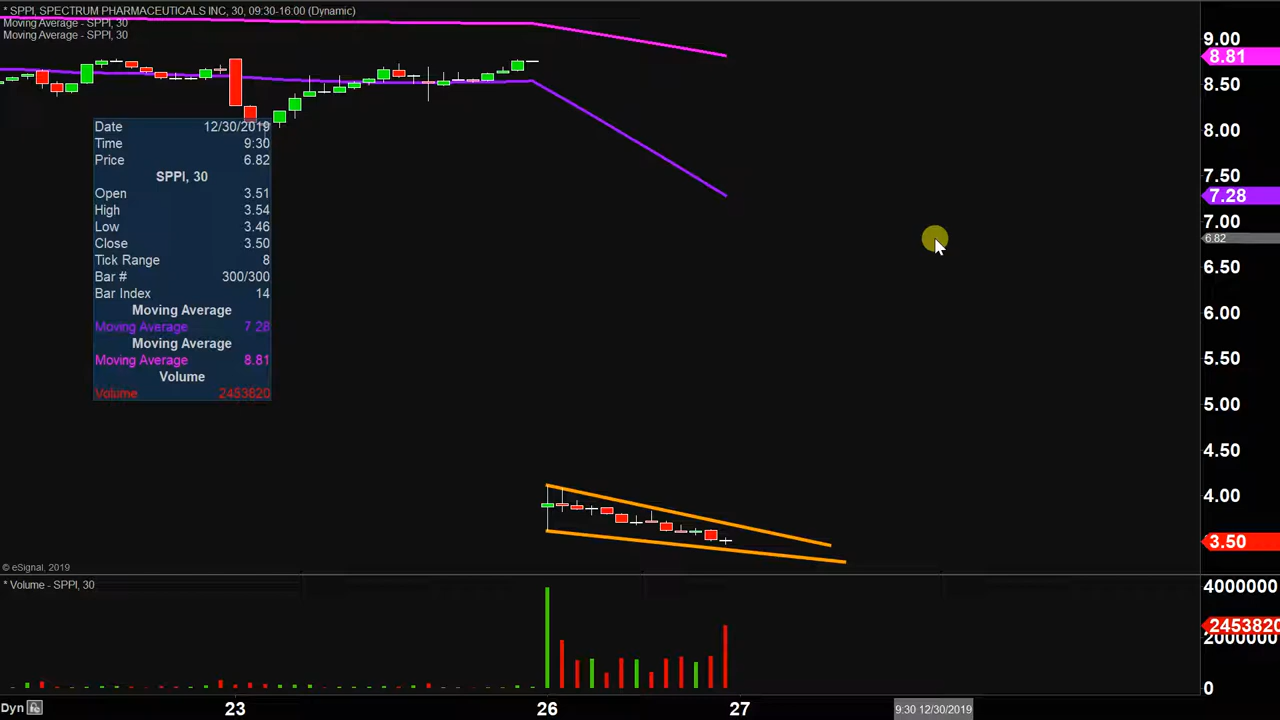 * SPPI, SPECTRUM PHARMACEUTICALS INC, 30, 09:30-16:00 (Dynamic)
Moving Average - SPPI, 30
Moving Average - SPPI, 30
9.00
8.81
8.50
8.00
7.50
7.28
7.00
6.82
6.50
6.00
5.50
5.00
4.50
4.00
3.50
Date 12/30/2019
Time 9:30
Price 6.82
SPPI, 30
Open 3.51
High 3.54
Low 3.46
Close 3.50
Tick Range 8
Bar # 300/300
Bar Index 14
Moving Average
Moving Average 7.28
Moving Average
Moving Average 8.81
Volume
Volume 2453820
© eSignal, 2019
* Volume - SPPI, 30
4000000
2453820
2000000
0
Dyn
23
26
27
9:30 12/30/2019